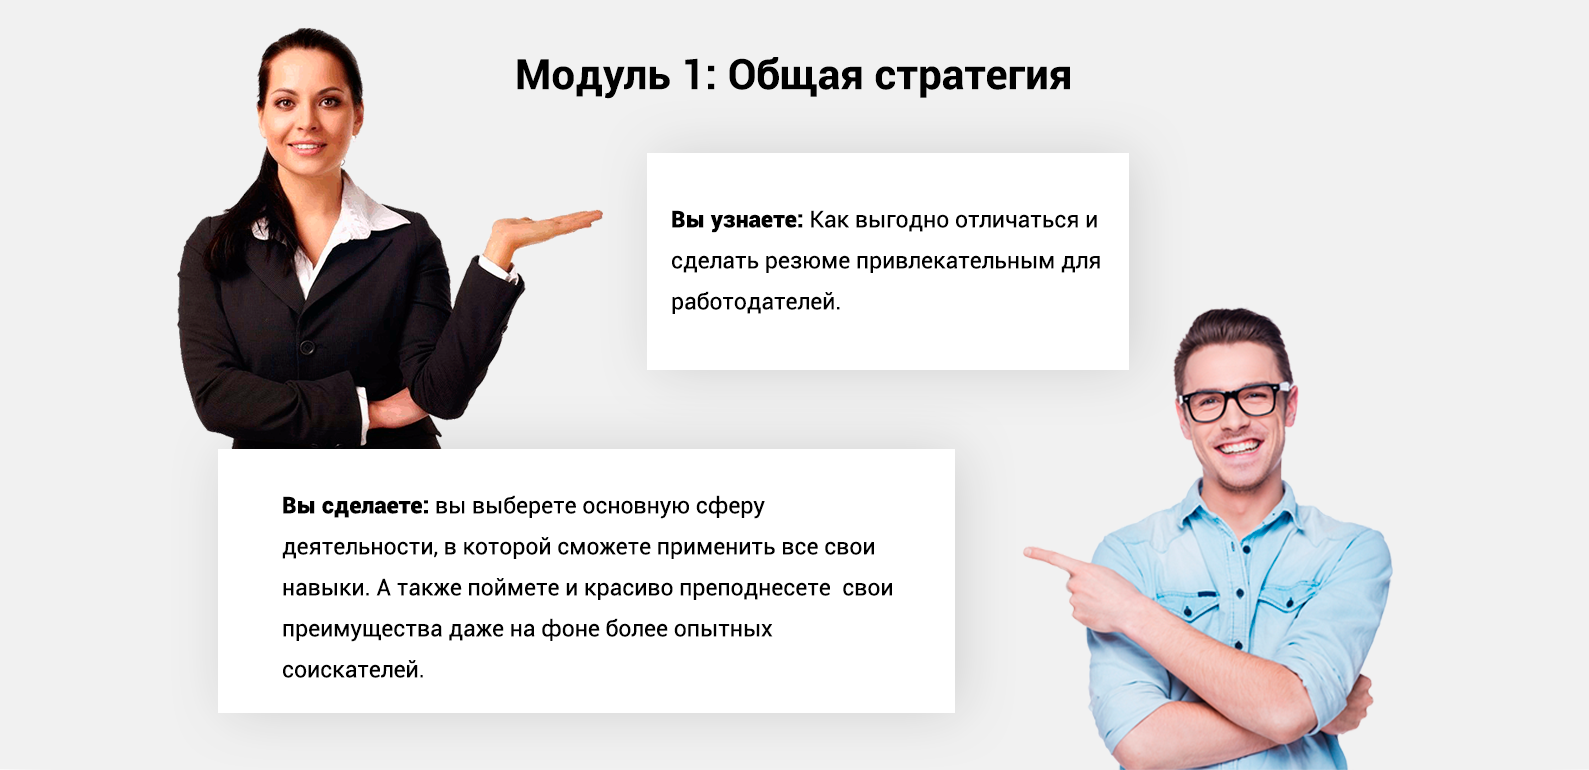 Модуль 1: Общая стратегия
Вы узнаете: Как выгодно отличаться и
сделать резюме привлекательным для
работодателей.
Вы сделаете: вы выберете основную сферу
деятельности, в которой сможете применить все свои
навыки. А также поймете и красиво преподнесете  свои
преимущества даже на фоне более опытных
соискателей.